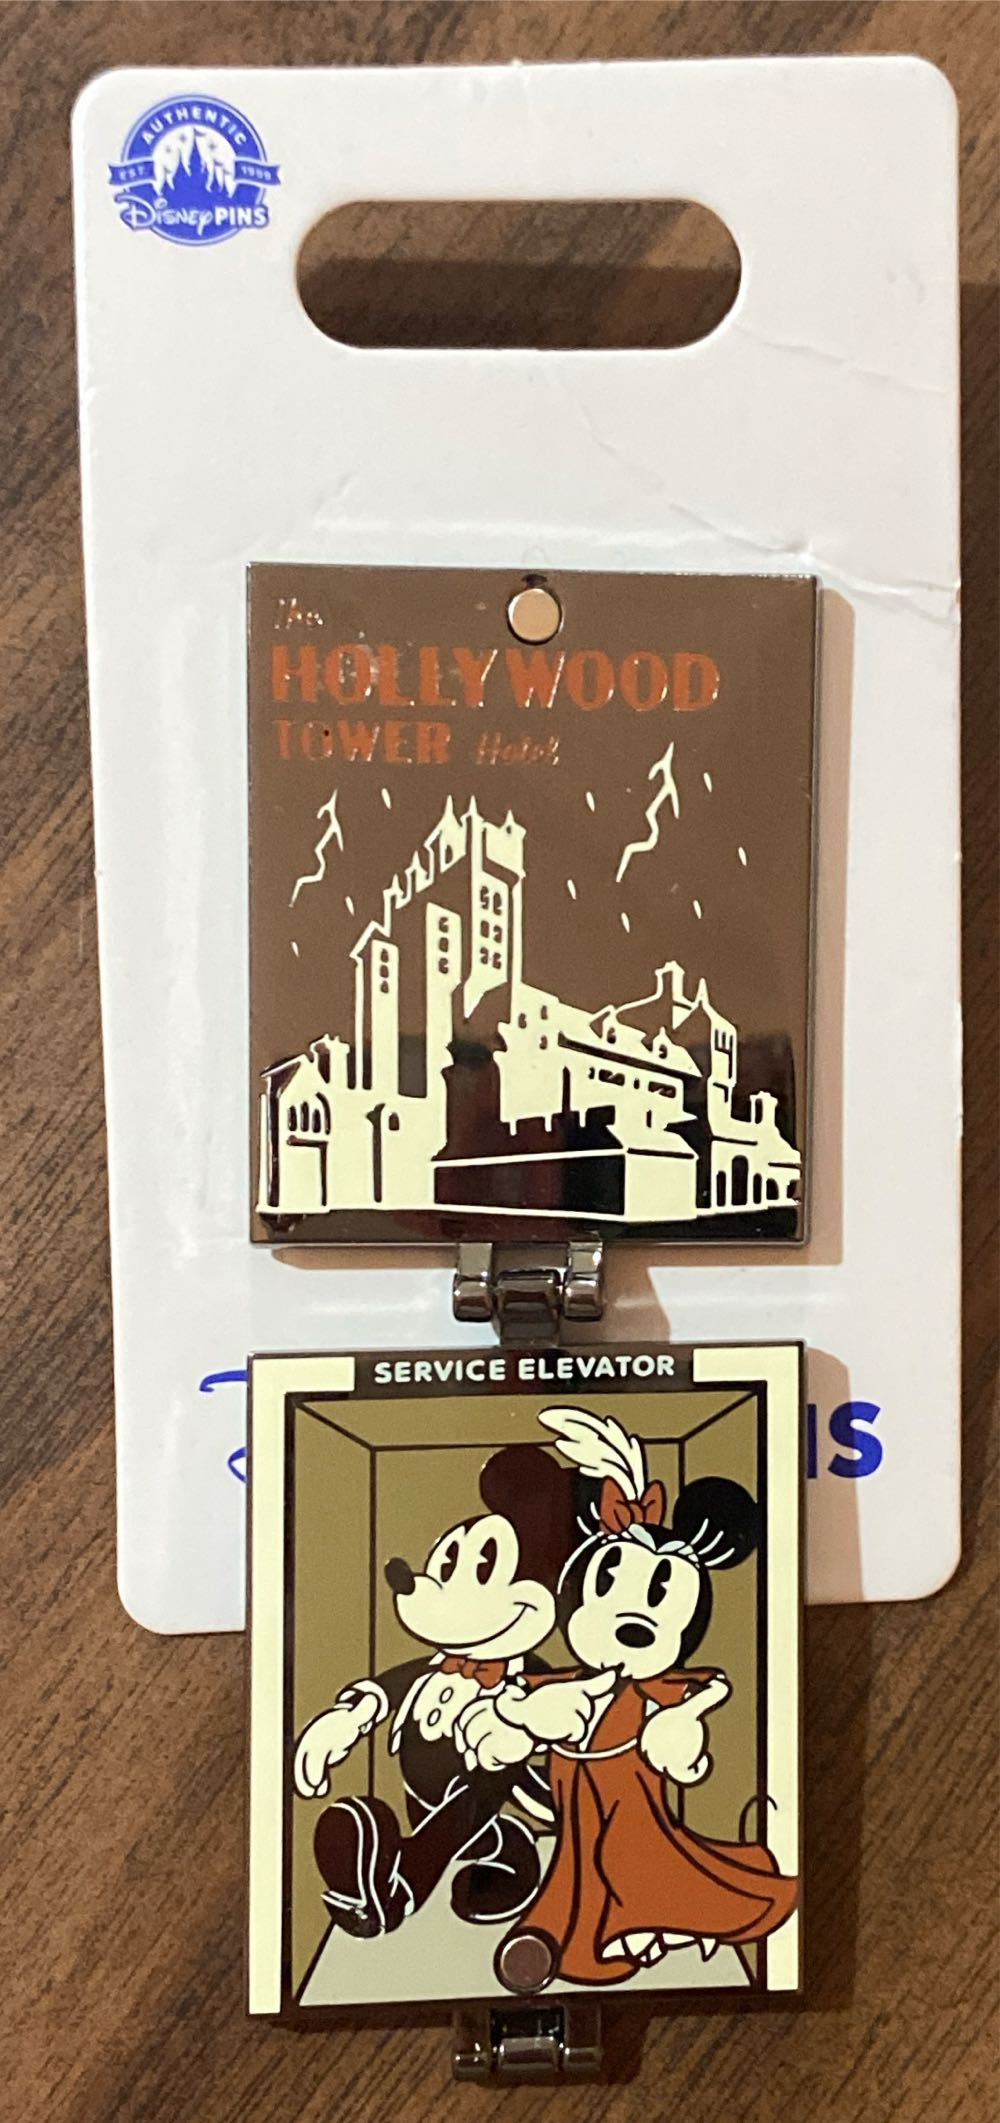 AUTHENTIC
EST. 1999
Disney PINS
The
HOLLYWOOD
TOWER Hotel
SERVICE ELEVATOR